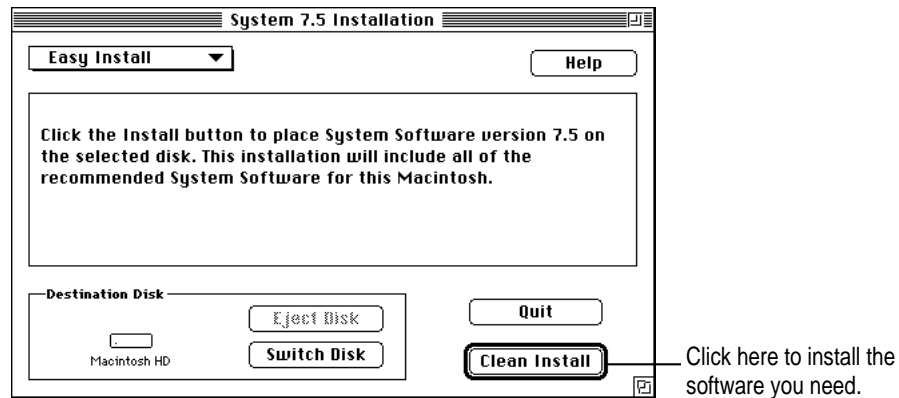 System 7.5 Installation
Easy Install
Help
Click the Install button to place System Software version 7.5 on
the selected disk. This installation will include all of the
recommended System Software for this Macintosh.
Destination Disk
Eject Disk
Quit
Macintosh HD
Switch Disk
Clean Install
Click here to install the
software you need.